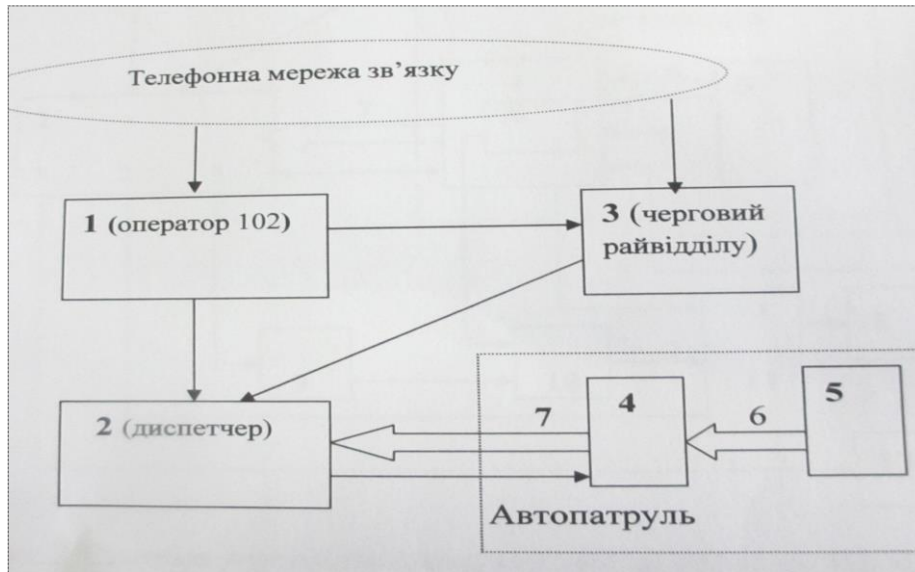 Телефонна мережа зв’язку
1 (оператор 102)
3 (черговий
райвідділу)
2 (диспетчер)
7
4
6
5
Автопатруль